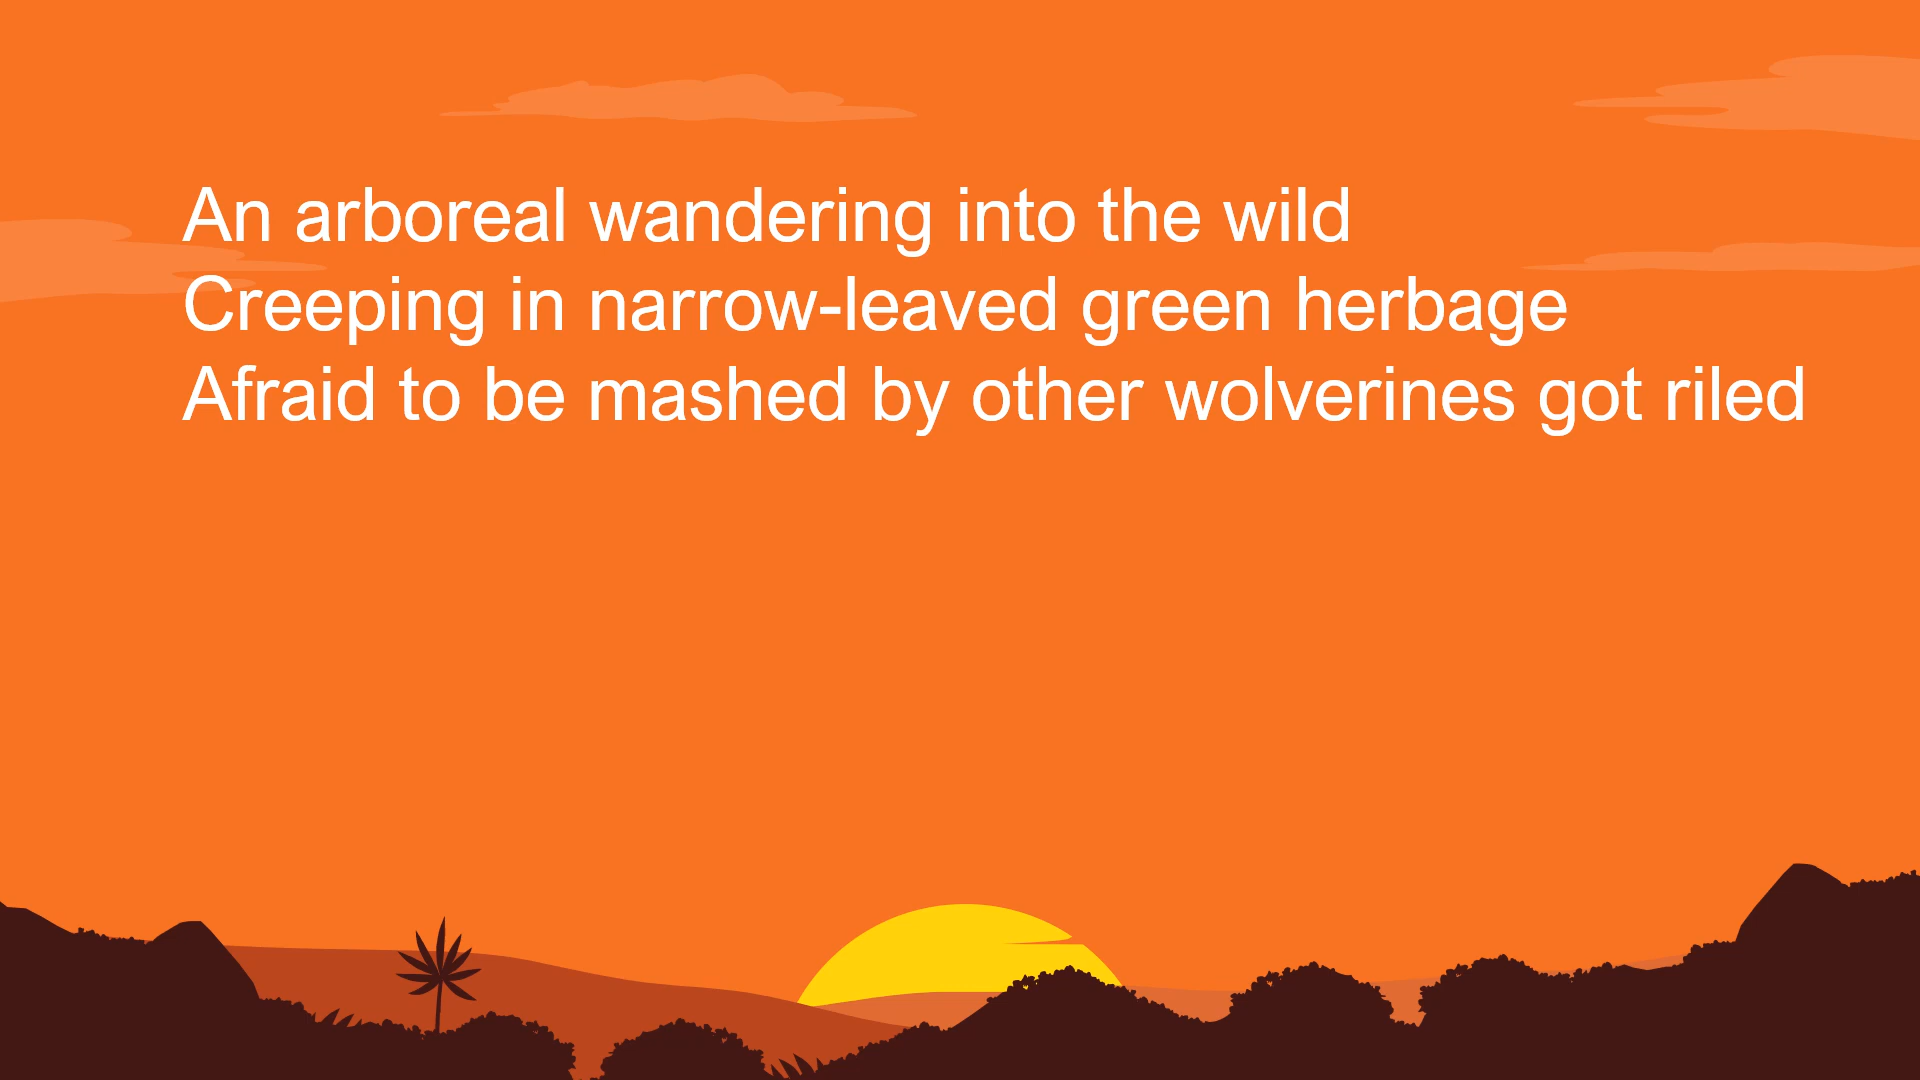 An arboreal wandering into the wild
Creeping in narrow-leaved green herbage
Afraid to be mashed by other wolverines got riled